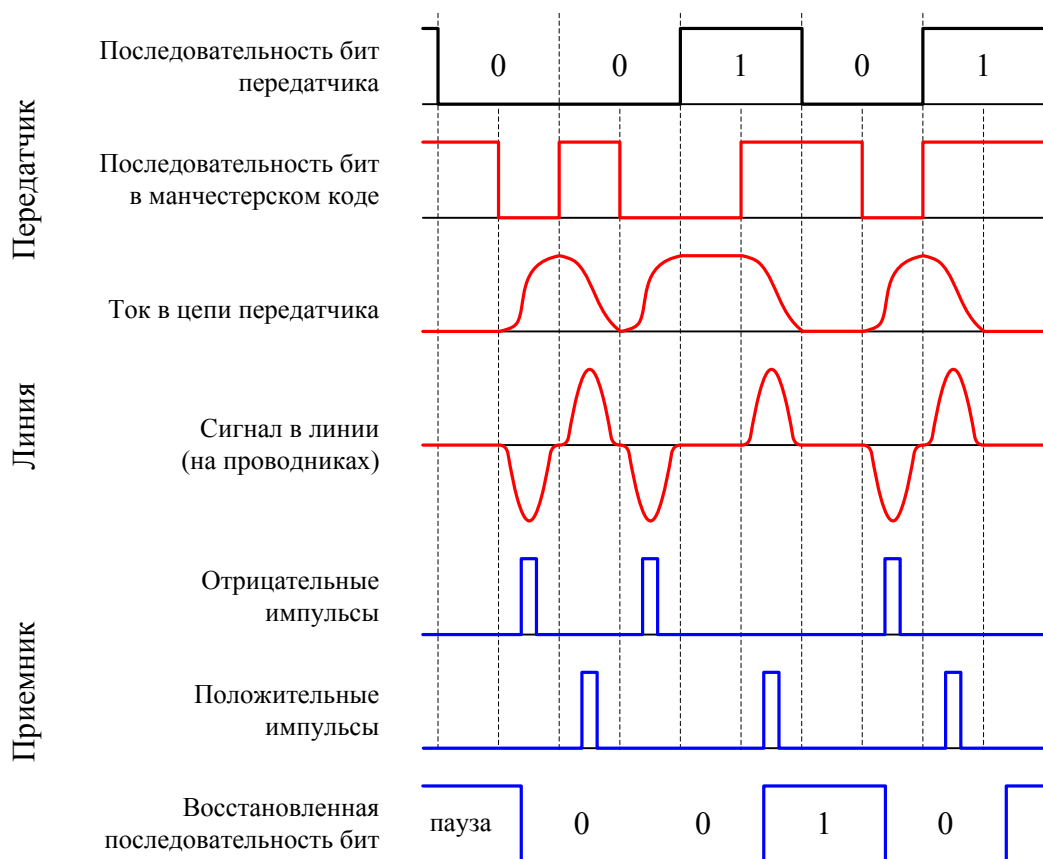 Передатчик
Последовательность бит
передатчика
0 0 1 0 1
Последовательность бит
в манчестерском коде
Ток в цепи передатчика
Линия
Сигнал в линии
(на проводниках)
Приемник
Отрицательные
импульсы
Положительные
импульсы
Восстановленная
последовательность бит
пауза 0 0 1 0